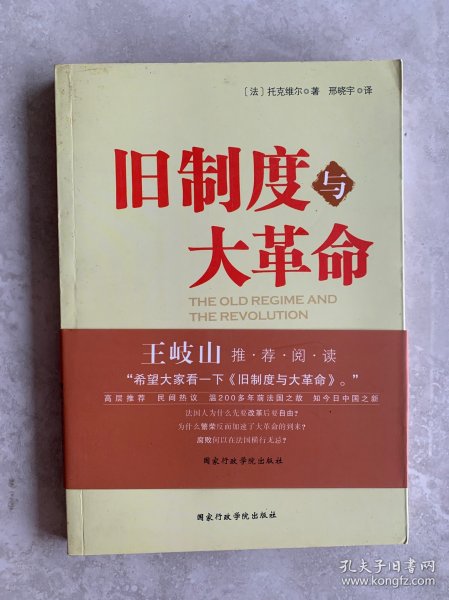 ［法］托克维尔◎著　邢晓宇◎译
旧制度与
大革命
THE OLD REGIME AND
THE REVOLUTION
王岐山 推·荐·阅·读
“希望大家看一下《旧制度与大革命》。”
高层推荐　民间热议　温200多年前法国之故　知今日中国之新
法国人为什么先要改革后要自由？
为什么繁荣反而加速了大革命的到来？
腐败何以在法国横行无忌？
国家行政学院出版社
国家行政学院出版社
孔夫子旧书网
www.kongfz.com